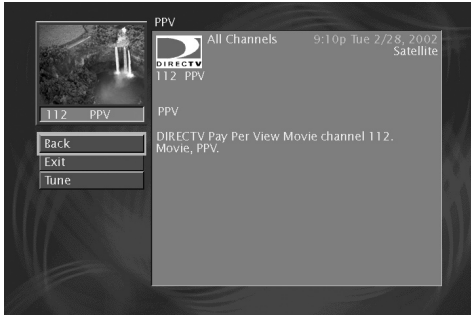 PPV
All Channels 9:10p Tue 2/28, 2002
Satellite
DIRECTV
112 PPV
112 PPV
PPV
DIRECTV Pay Per View Movie channel 112.
Movie, PPV.
Back
Exit
Tune